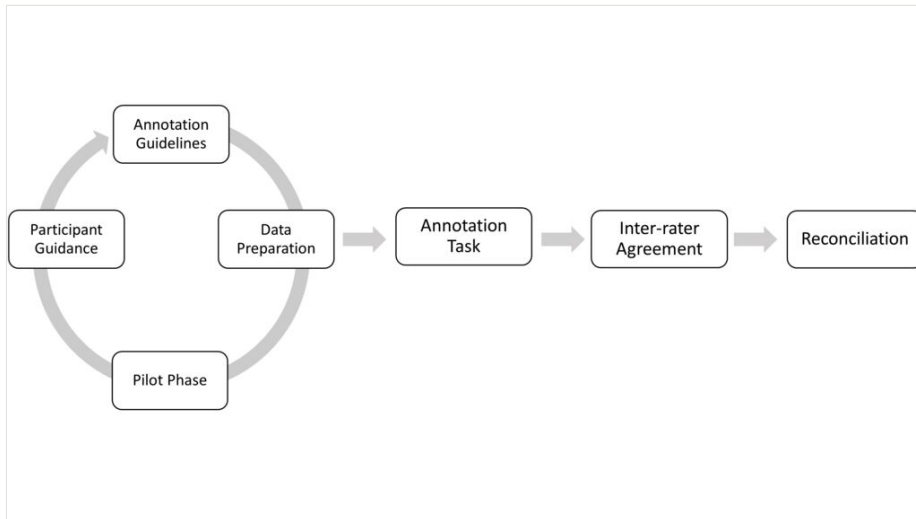 Annotation
Guidelines
Participant
Guidance
Data
Preparation
Pilot Phase
Annotation
Task
Inter-rater
Agreement
Reconciliation